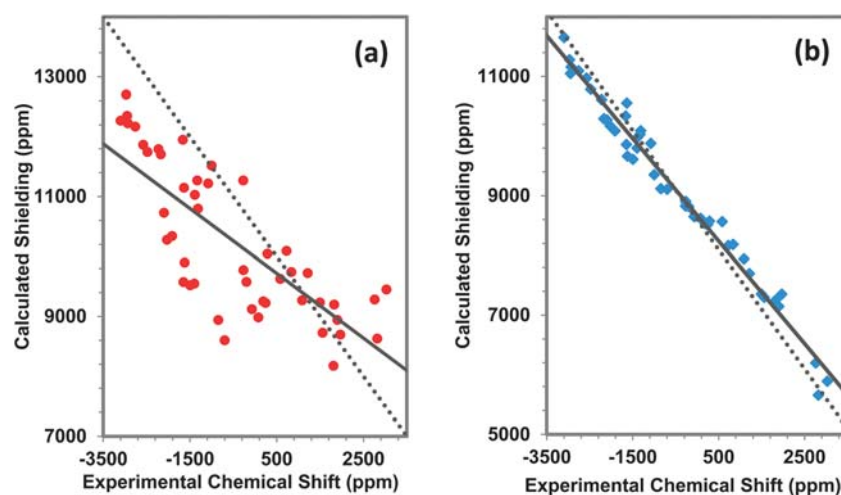 (a)
13000
11000
9000
7000
Calculated Shielding (ppm)
-3500 -1500 500 2500
Experimental Chemical Shift (ppm)
(b)
11000
9000
7000
5000
Calculated Shielding (ppm)
-3500 -1500 500 2500
Experimental Chemical Shift (ppm)